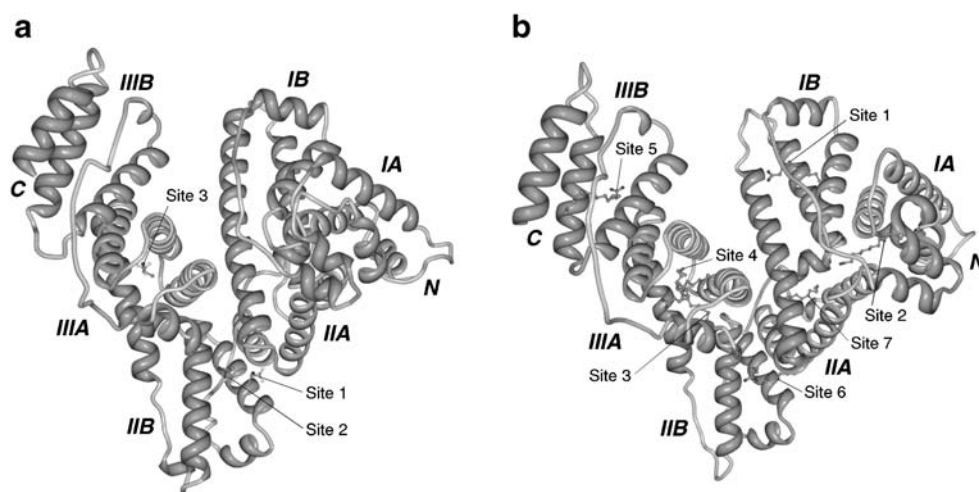 a
IIIB
IB
IA
C
Site 3
N
IIIA
IIA
Site 1
Site 2
IIB
b
IIIB
IB
Site 1
IA
Site 5
C
Site 4
N
Site 2
IIIA
Site 7
Site 3
IIA
Site 6
IIB